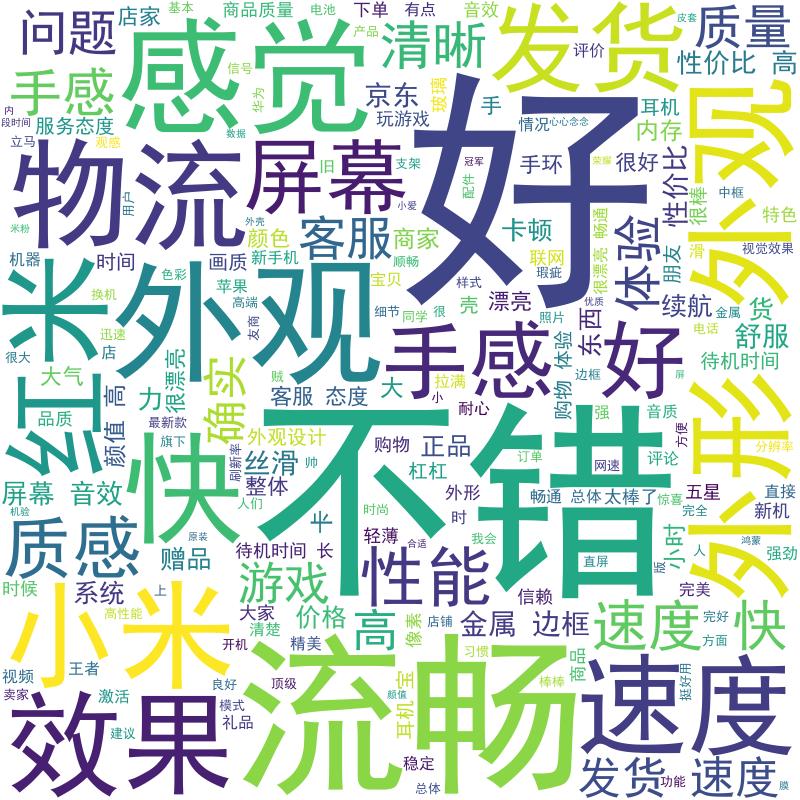 问题
店家
基本
商品质量
电池
下单
有点
音效
发货
质量
手感
感觉
产品
清晰
评价
皮套
性价比 高
服务态度
信号
华为
京东
玩游戏
玻璃
手
情况
心心念念
耳机
内存
外观
内
段时间
立马
观感
数据
旧
支架
冠军
荣耀
物流
屏幕
好
手环
很好
性价比
很棒
中框
特色
用户
小爱
配件
米粉
外壳
颜色
客服
商家
卡顿
畅通
很漂亮
体验
朋友
视觉效果
机器
时间
画质
新手机
顺畅
联网
瑕疵
红米
外观
色彩
苹果
高端
宝贝
样式
优质
换机
迅速
友商
细节
同学
很
壳
漂亮
照片
东西
续航
金属
货
电话
舒服
很大
店
大气
很漂亮
贼
手感
好
体验
购物
边框
屏
待机时间
力
确实
客服 态度
大
拉满
小
耐心
强
音质
外形
品质
颜值 高
最新款
旗下
外观设计
刷新率
帅
购物
正品
订单
网速
评论
方便
分辨率
快
不错
丝滑
杠杠
屏幕 音效
整体
外形
畅通
总体
太棒了
惊喜
五星
直接
机验
原装
人们
时尚
时
完全
新机
质感
赠品
待机时间 长
轻薄
合适
我会
直屏
版
小时
人
鸿蒙
强劲
性能
时候
系统
上
游戏
信赖
完美
小米
高性能
大家
价格
高
像素
店铺
金属 边框
速度 快
完好
方面
清楚
精美
开机
流畅
习惯
视频
王者
良好
顶级
颜值
宝
耳机
棒棒
商品
速度
挺好用
卖家
激活
模式
礼品
效果
建议
稳定
总体
发货 速度
功能
膜